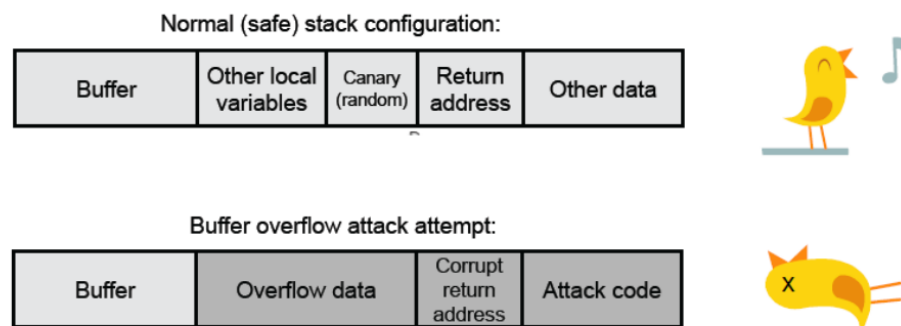 Normal (safe) stack configuration:
Buffer
Other local
variables
Canary
(random)
Return
address
Other data
Buffer overflow attack attempt:
Buffer
Overflow data
Corrupt
return
address
Attack code
x